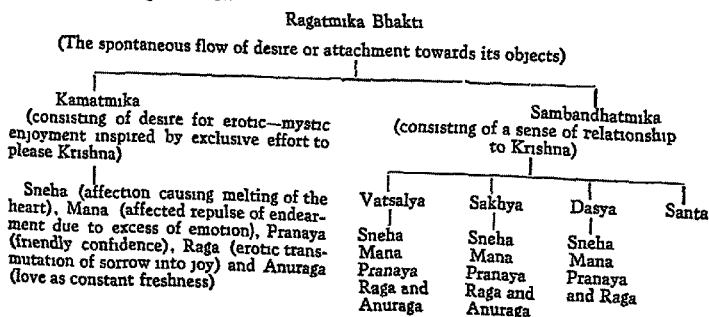 Ragatmika Bhakti
(The spontaneous flow of desire or attachment towards its objects)
Kamatmika
(consisting of desire for erotic—mystic
enjoyment inspired by exclusive effort to
please Krishna)
Sneha (affection causing melting of the
heart), Mana (affected repulse of endear-
ment due to excess of emotion), Pranaya
(friendly confidence), Raga (erotic trans-
mutation of sorrow into joy) and Anuraga
(love as constant freshness)
Sambandhatmika
(consisting of a sense of relationship
to Krishna)
Vatsalya
Sneha
Mana
Pranaya
Raga and
Anuraga
Sakhya
Sneha
Mana
Pranaya
Raga and
Anuraga
Dasya
Sneha
Mana
Pranaya
and Raga
Santa